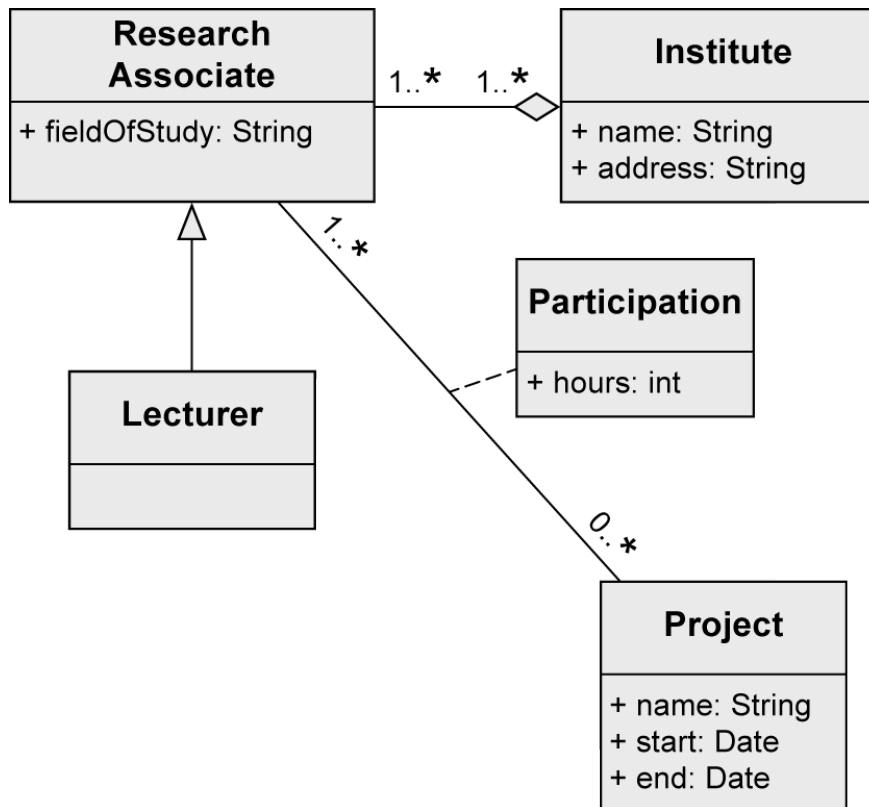 Research
Associate
+ fieldOfStudy: String
1..*
1..*
Institute
+ name: String
+ address: String
1..*
Participation
+ hours: int
Lecturer
0..*
Project
+ name: String
+ start: Date
+ end: Date